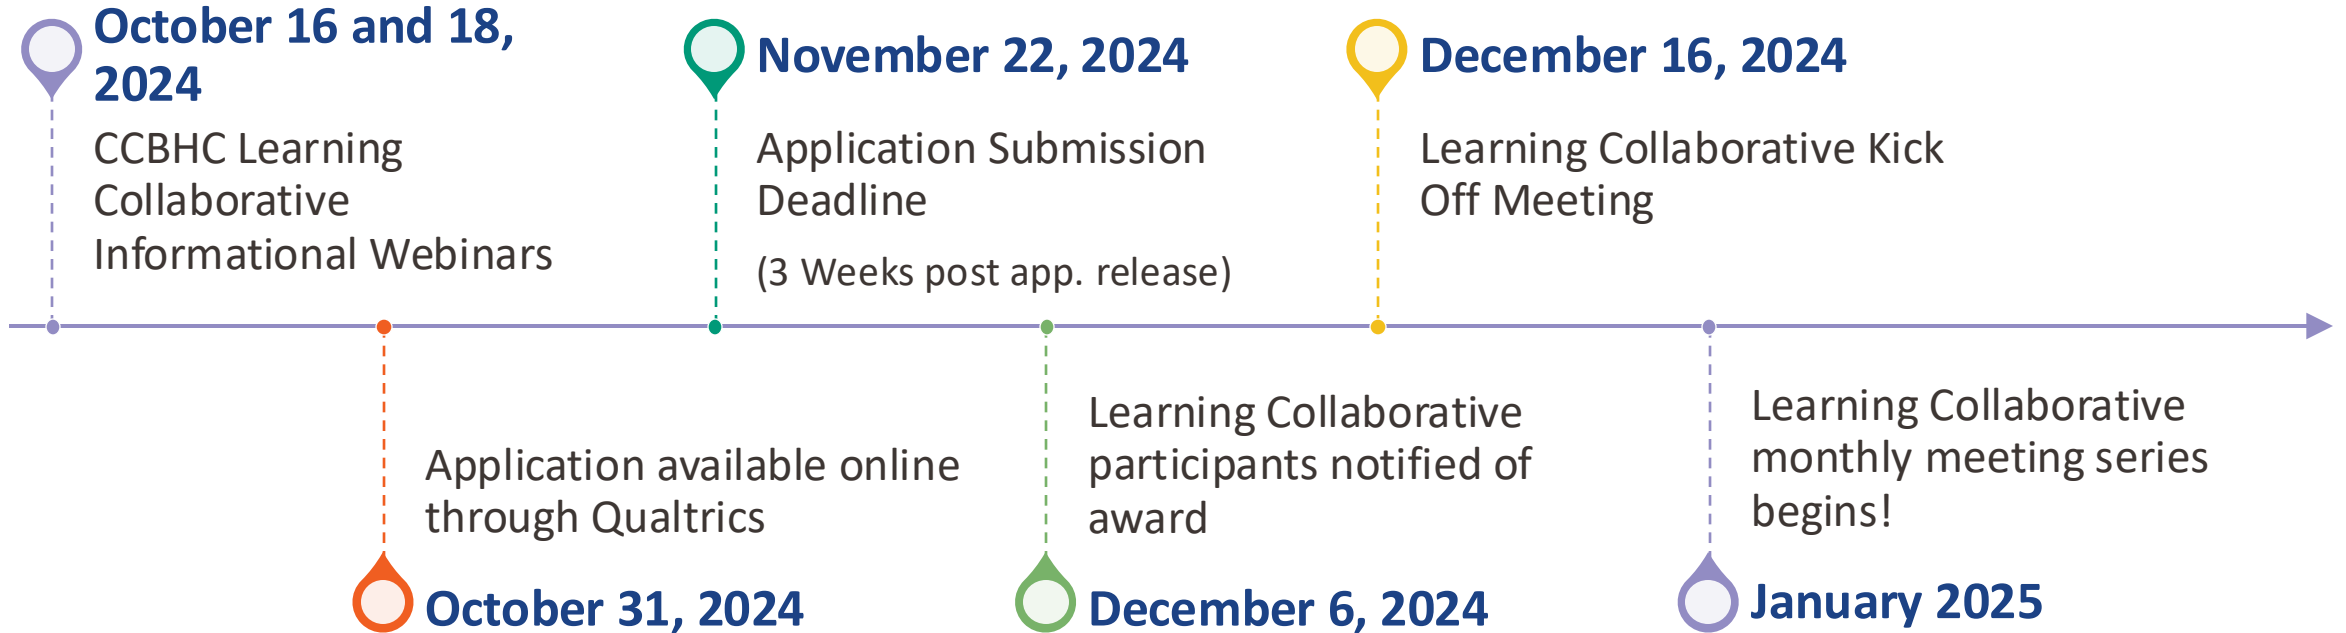 October 16 and 18,
2024
CCBHC Learning
Collaborative
Informational Webinars
Application available online
through Qualtrics
October 31, 2024
November 22, 2024
Application Submission
Deadline
(3 Weeks post app. release)
Learning Collaborative
participants notified of
award
December 6, 2024
December 16, 2024
Learning Collaborative Kick
Off Meeting
Learning Collaborative
monthly meeting series
begins!
January 2025